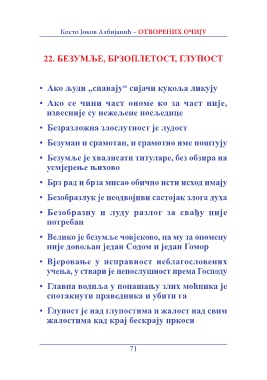 Косто Јоков Албијанић – ОТВОРЕНИХ ОЧИЈУ
22. БЕЗУМЉЕ, БРЗОПЛЕТОСТ, ГЛУПОСТ
• Ако људи „спавају“ сијачи кукоља ликују
• Ако се чини част ономе ко за част није,
извесније су нежељене посљедице
• Безразложна злослутност је лудост
• Безуман и срамотан, и срамотно име поштују
• Безумље је хвалисати титуларе, без обзира на
усмјерење њихово
• Брз рад и брза мисао обично исти исход имају
• Безобразлук је неодвојиви састојак злога духа
• Безобразну и луду разлог за свађу није
потребан
• Велико је безумље човјеково, па му за опомену
није довољан један Содом и један Гомор
• Вјеровање у исправност неблагословених
учења, у ствари је непослушност према Господу
• Главна водиља у понашању злих моћника је
спотакнути праведника и убити га
• Глупост је над глупостима и жалост над свим
жалостима кад крај бескрају пркоси
71